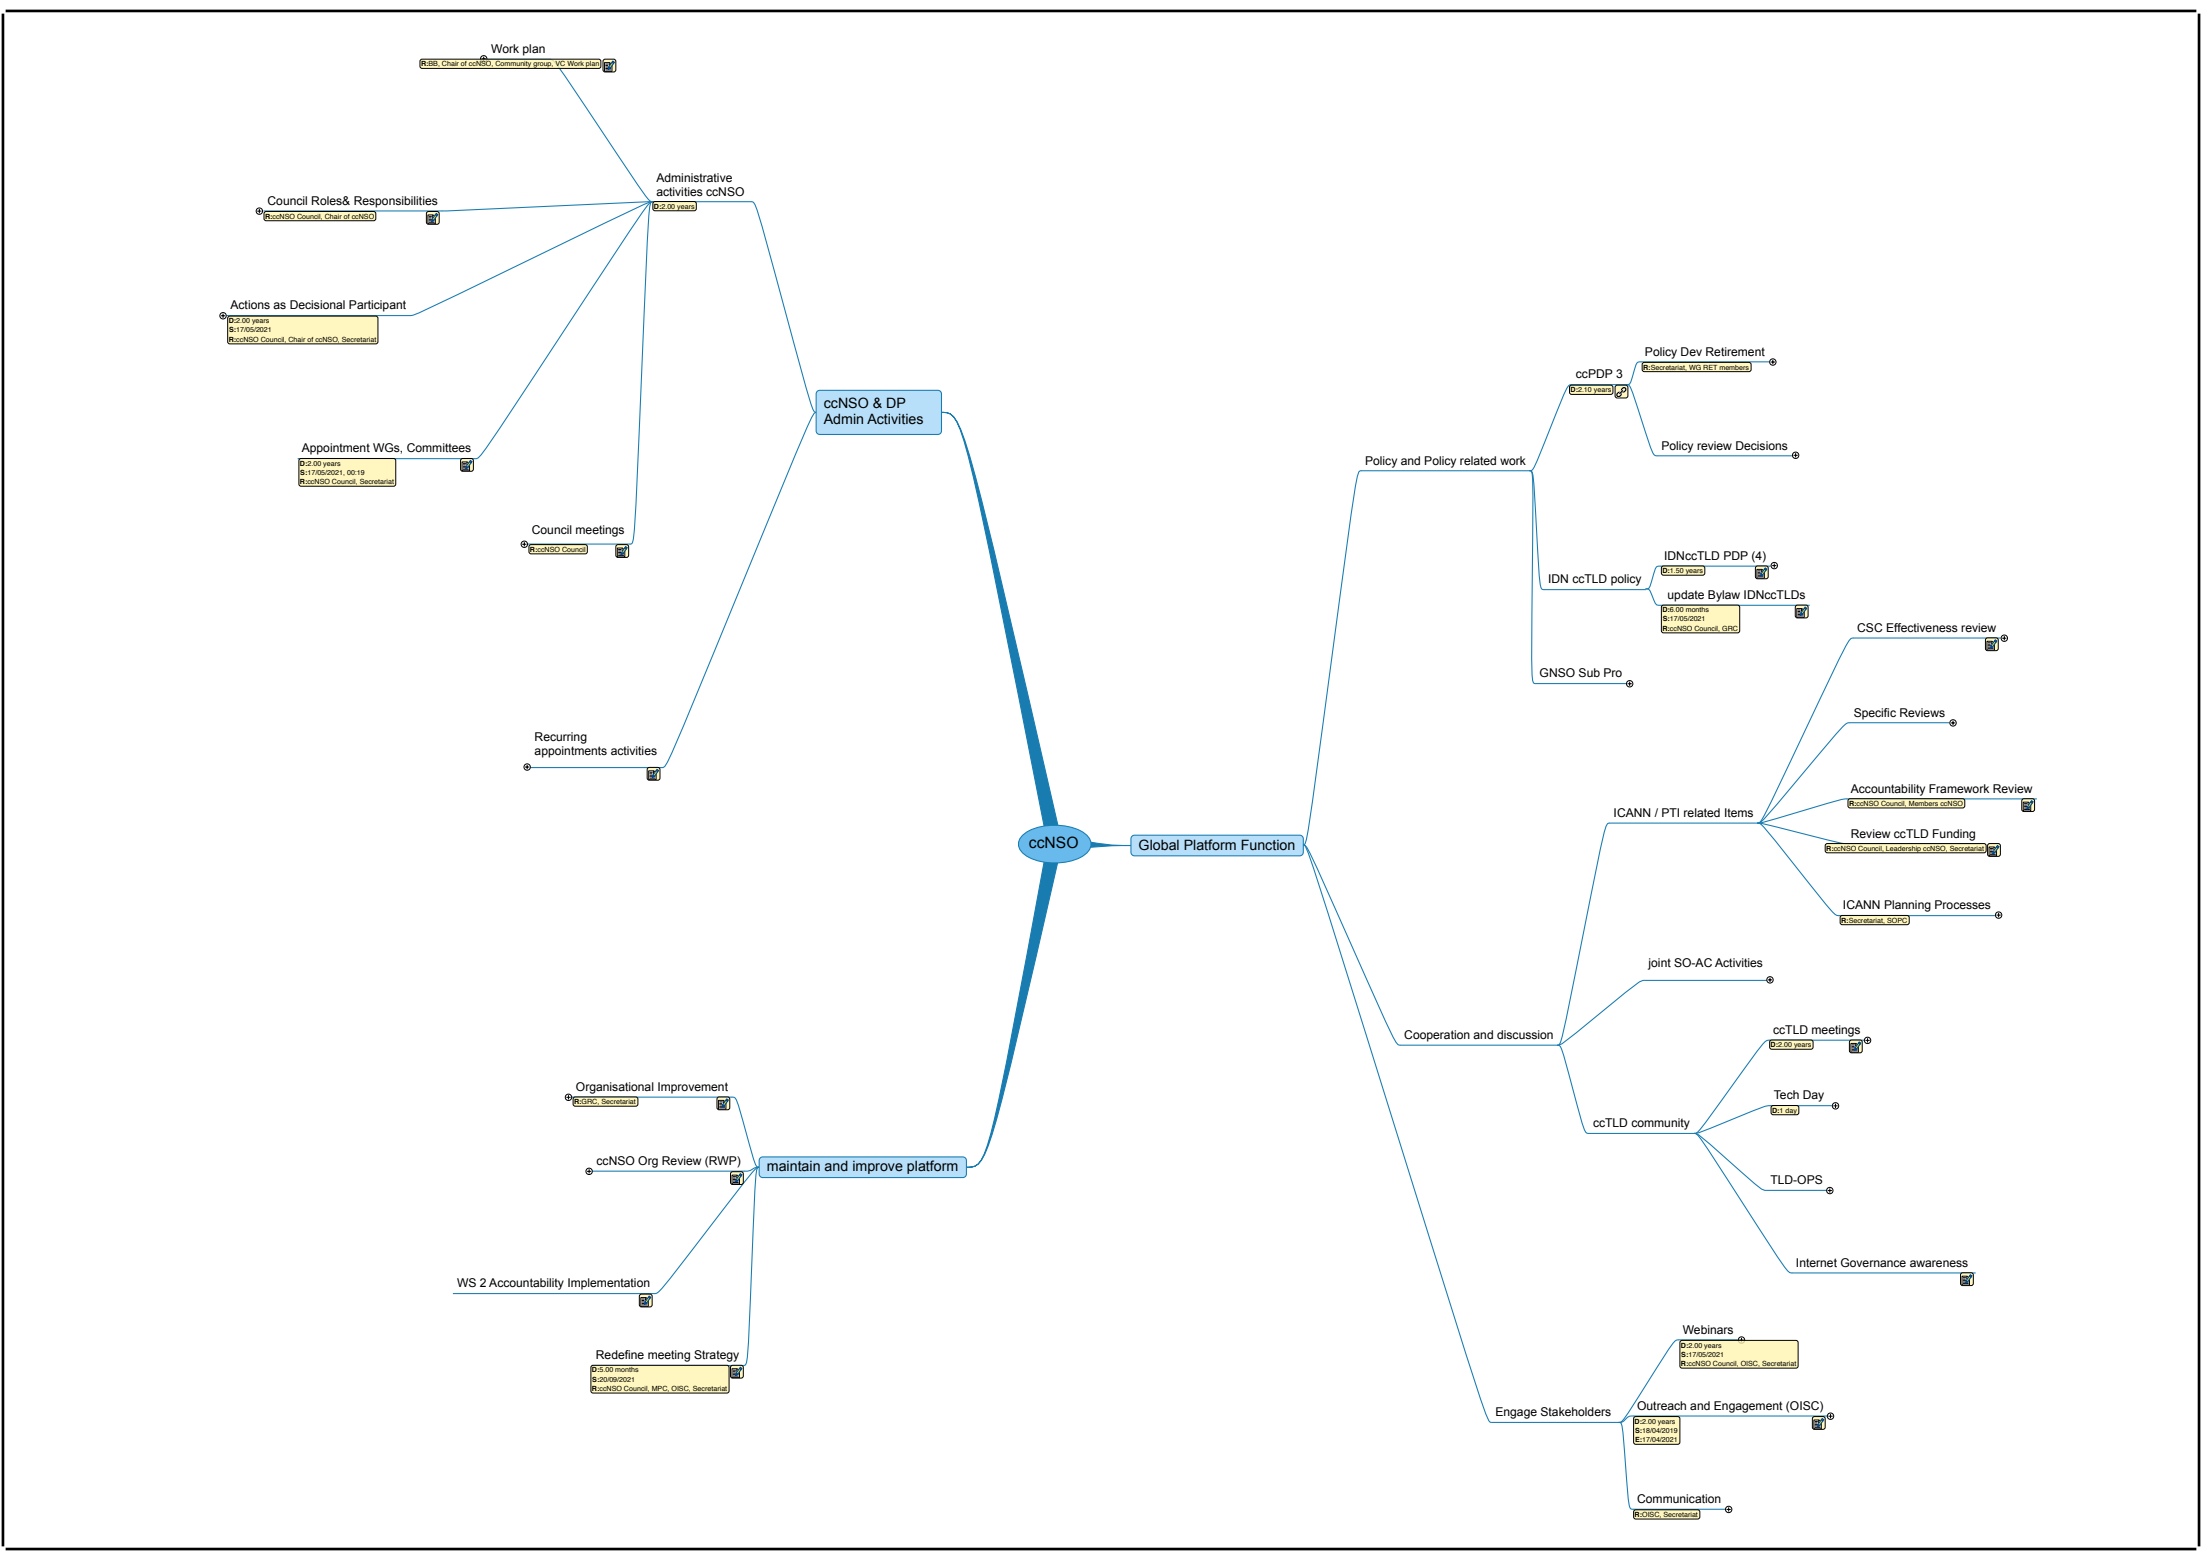 Work plan
R:BB, Chair of ccNSO, Community group, VC Work plan
Administrative
activities ccNSO
D:2.00 years
Council Roles& Responsibilities
R:ccNSO Council, Chair of ccNSO
Actions as Decisional Participant
D:2.00 years
S:17/05/2021
R:ccNSO Council, Chair of ccNSO, Secretariat
ccNSO & DP
Admin Activities
Appointment WGs, Committees
D:2.00 years
S:17/05/2021, 00:19
R:ccNSO Council, Secretariat
Council meetings
R:ccNSO Council
Recurring
appointments activities
ccNSO
Organisational Improvement
R:GRC, Secretariat
ccNSO Org Review (RWP)
maintain and improve platform
WS 2 Accountability Implementation
Redefine meeting Strategy
D:5.00 months
S:20/09/2021
R:ccNSO Council, MPC, OISC, Secretariat
Global Platform Function
Policy and Policy related work
ccPDP 3
D:2.10 years
Policy Dev Retirement
R:Secretariat, WG RET members
Policy review Decisions
IDN ccTLD policy
IDNccTLD PDP (4)
D:1.50 years
update Bylaw IDNccTLDs
D:6.00 months
S:17/05/2021
R:ccNSO Council, GRC
GNSO Sub Pro
Cooperation and discussion
ICANN / PTI related Items
CSC Effectiveness review
Specific Reviews
Accountability Framework Review
R:ccNSO Council, Members ccNSO
Review ccTLD Funding
R:ccNSO Council, Leadership ccNSO, Secretariat
ICANN Planning Processes
R:Secretariat, SOPC
joint SO-AC Activities
ccTLD community
ccTLD meetings
D:2.00 years
Tech Day
D:1 day
TLD-OPS
Internet Governance awareness
Engage Stakeholders
Webinars
D:2.00 years
S:17/05/2021
R:ccNSO Council, OISC, Secretariat
Outreach and Engagement (OISC)
D:2.00 years
S:18/04/2019
E:17/04/2021
Communication
R:OISC, Secretariat